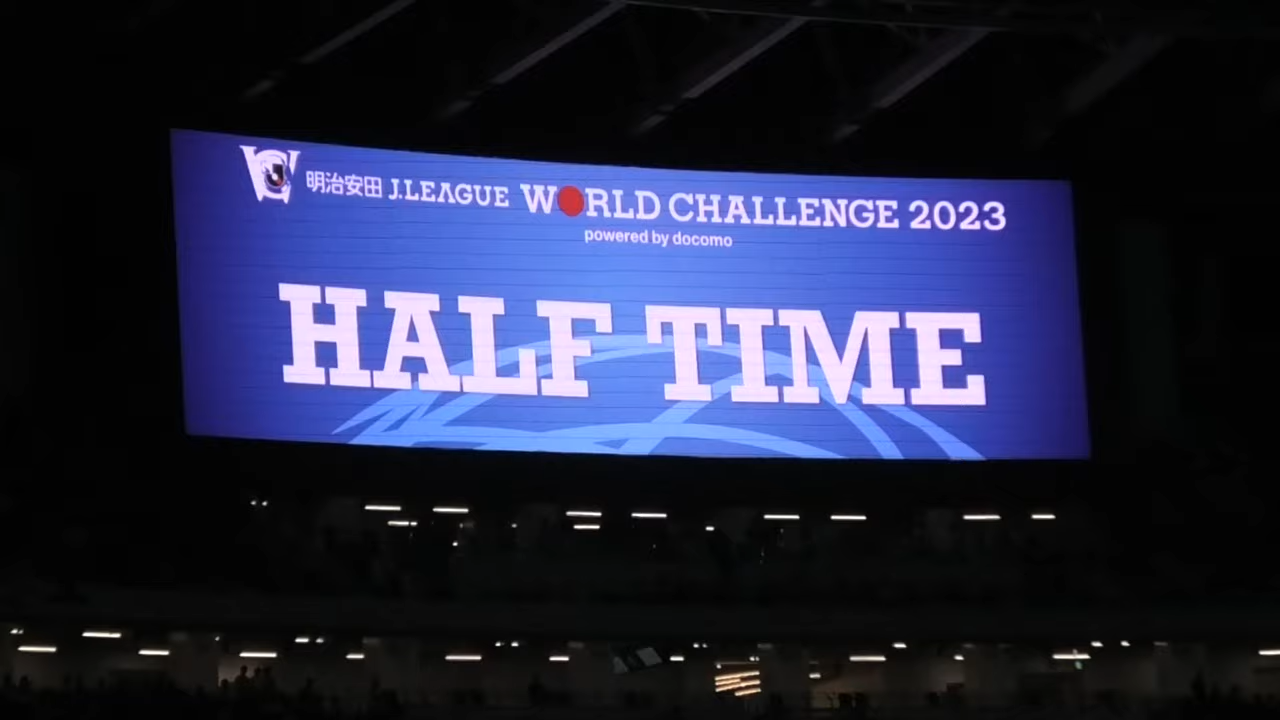 明治安田 J.LEAGUE WORLD CHALLENGE 2023
powered by docomo
HALF TIME